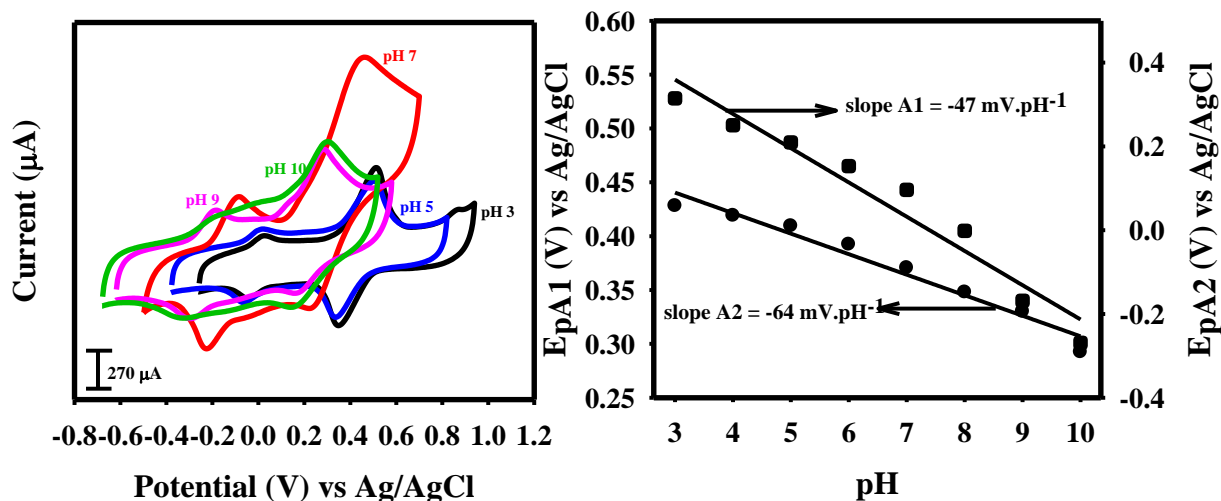 pH 7
pH 10
pH 9
pH 5
pH 3
270 µA
Current (µA)
-0.8 -0.6 -0.4 -0.2 0.0 0.2 0.4 0.6 0.8 1.0 1.2
Potential (V) vs Ag/AgCl
0.60
0.55
0.50
0.45
0.40
0.35
0.30
0.25
EpA1 (V) vs Ag/AgCl
slope A1 = -47 mV.pH-1
slope A2 = -64 mV.pH-1
0.4
0.2
0.0
-0.2
-0.4
EpA2 (V) vs Ag/AgCl
3 4 5 6 7 8 9 10
pH